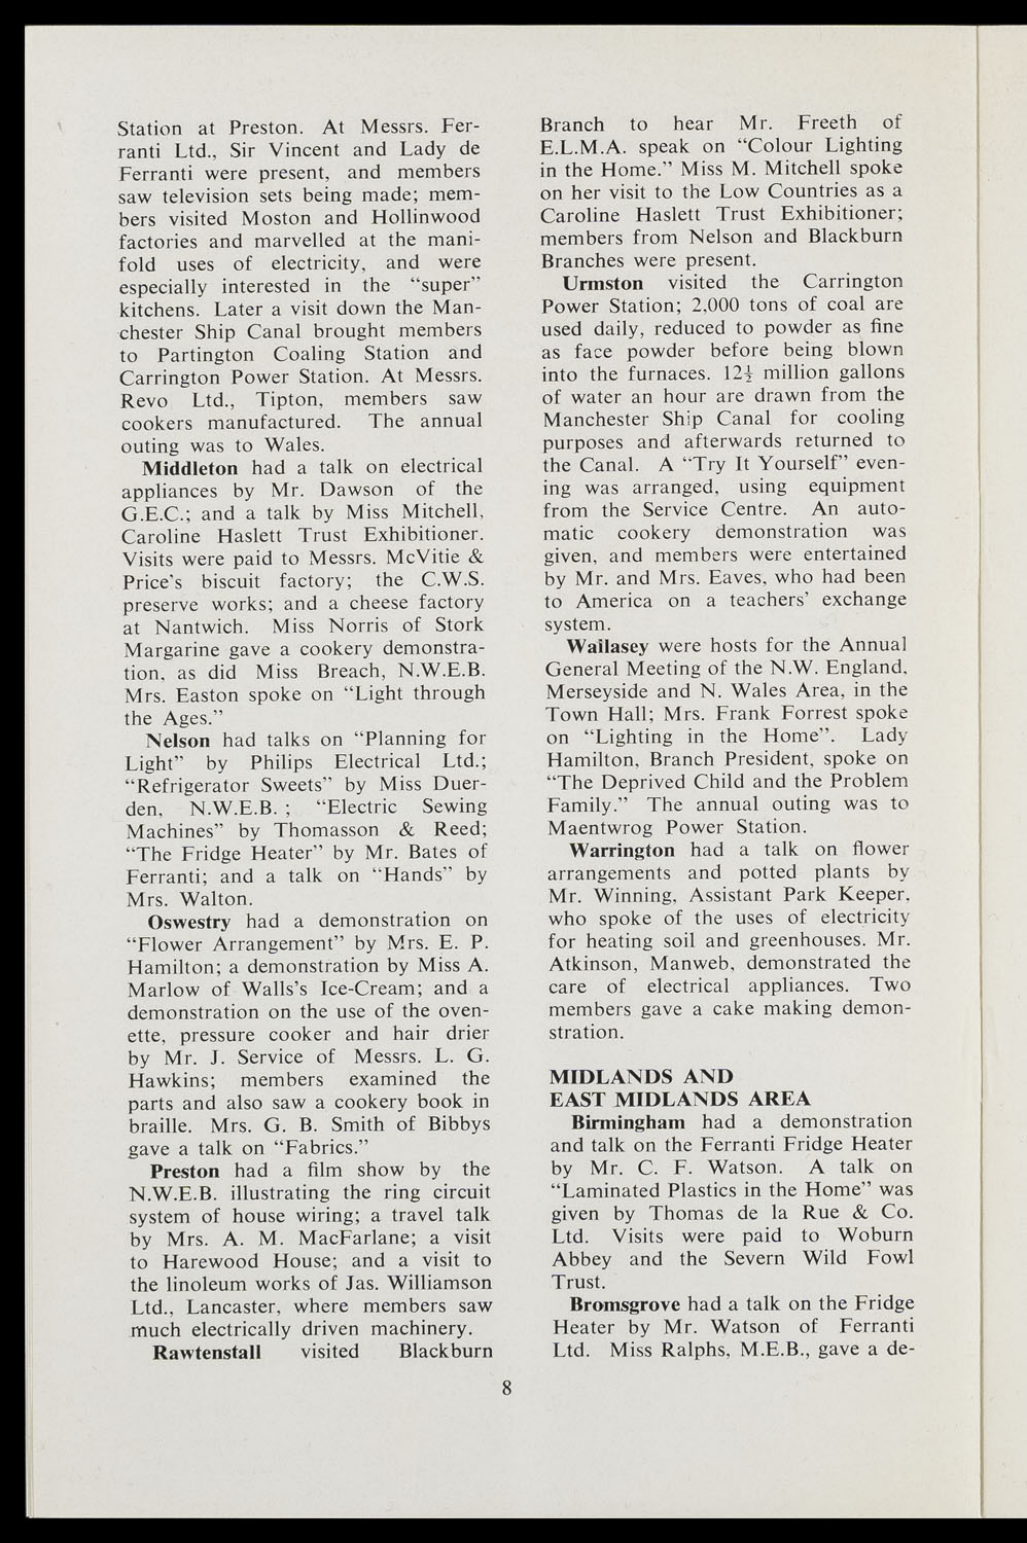 Station at Preston. At Messrs. Fer-
ranti Ltd., Sir Vincent and Lady de
Ferranti were present, and members
saw television sets being made; mem-
bers visited Moston and Hollinwood
factories and marvelled at the mani-
fold uses of electricity, and were
especially interested in the “super”
kitchens. Later a visit down the Man-
chester Ship Canal brought members
to Partington Coaling Station and
Carrington Power Station. At Messrs.
Revo Ltd., Tipton, members saw
cookers manufactured. The annual
outing was to Wales.
Middleton had a talk on electrical
appliances by Mr. Dawson of the
G.E.C.; and a talk by Miss Mitchell,
Caroline Haslett Trust Exhibitioner.
Visits were paid to Messrs. McVitie &
Price's biscuit factory; the C.W.S.
preserve works; and a cheese factory
at Nantwich. Miss Norris of Stork
Margarine gave a cookery demonstra-
tion, as did Miss Breach, N.W.E.B.
Mrs. Easton spoke on “Light through
the Ages.”
Nelson had talks on “Planning for
Light” by Philips Electrical Ltd.;
“Refrigerator Sweets” by Miss Duer-
den, N.W.E.B. ; “Electric Sewing
Machines” by Thomasson & Reed;
“The Fridge Heater” by Mr. Bates of
Ferranti; and a talk on “Hands” by
Mrs. Walton.
Oswestry had a demonstration on
“Flower Arrangement” by Mrs. E. P.
Hamilton; a demonstration by Miss A.
Marlow of Walls's Ice-Cream; and a
demonstration on the use of the oven-
ette, pressure cooker and hair drier
by Mr. J. Service of Messrs. L. G.
Hawkins; members examined the
parts and also saw a cookery book in
braille. Mrs. G. B. Smith of Bibbys
gave a talk on “Fabrics.”
Preston had a film show by the
N.W.E.B. illustrating the ring circuit
system of house wiring; a travel talk
by Mrs. A. M. MacFarlane; a visit
to Harewood House; and a visit to
the linoleum works of Jas. Williamson
Ltd., Lancaster, where members saw
much electrically driven machinery.
Rawtenstall visited Blackburn
Branch to hear Mr. Freeth of
E.L.M.A. speak on “Colour Lighting
in the Home.” Miss M. Mitchell spoke
on her visit to the Low Countries as a
Caroline Haslett Trust Exhibitioner;
members from Nelson and Blackburn
Branches were present.
Urmston visited the Carrington
Power Station; 2,000 tons of coal are
used daily, reduced to powder as fine
as face powder before being blown
into the furnaces. 12½ million gallons
of water an hour are drawn from the
Manchester Ship Canal for cooling
purposes and afterwards returned to
the Canal. A “Try It Yourself” even-
ing was arranged, using equipment
from the Service Centre. An auto-
matic cookery demonstration was
given, and members were entertained
by Mr. and Mrs. Eaves, who had been
to America on a teachers' exchange
system.
Wallasey were hosts for the Annual
General Meeting of the N.W. England,
Merseyside and N. Wales Area, in the
Town Hall; Mrs. Frank Forrest spoke
on “Lighting in the Home”. Lady
Hamilton, Branch President, spoke on
“The Deprived Child and the Problem
Family.” The annual outing was to
Maentwrog Power Station.
Warrington had a talk on flower
arrangements and potted plants by
Mr. Winning, Assistant Park Keeper,
who spoke of the uses of electricity
for heating soil and greenhouses. Mr.
Atkinson, Manweb, demonstrated the
care of electrical appliances. Two
members gave a cake making demon-
stration.
MIDLANDS AND
EAST MIDLANDS AREA
Birmingham had a demonstration
and talk on the Ferranti Fridge Heater
by Mr. C. F. Watson. A talk on
“Laminated Plastics in the Home” was
given by Thomas de la Rue & Co.
Ltd. Visits were paid to Woburn
Abbey and the Severn Wild Fowl
Trust.
Bromsgrove had a talk on the Fridge
Heater by Mr. Watson of Ferranti
Ltd. Miss Ralphs, M.E.B., gave a de-
8